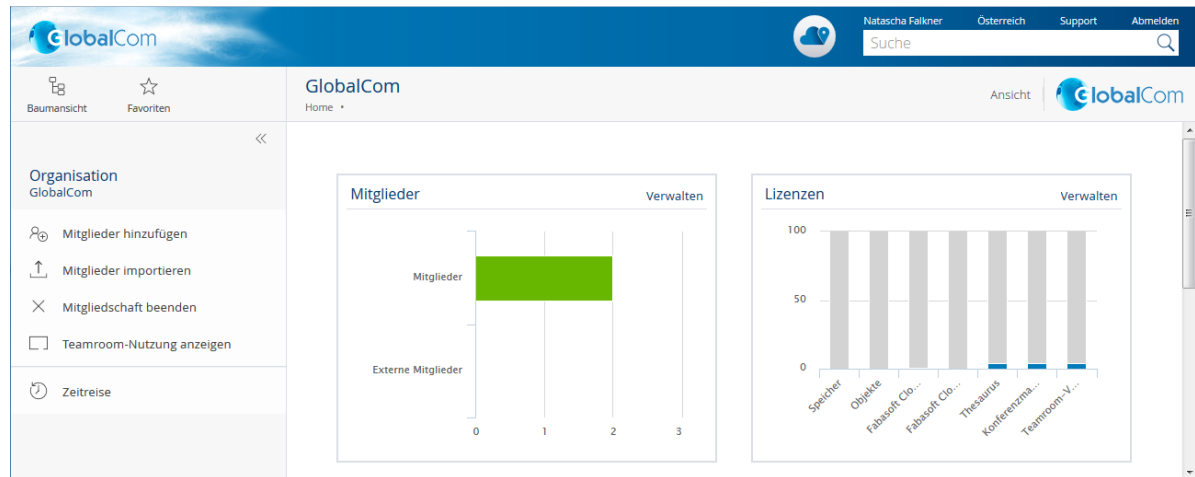 GlobalCom
Natascha Falkner Österreich Support Abmelden
Suche
Baumansicht Favoriten
GlobalCom
Home •
Ansicht
GlobalCom
Organisation
GlobalCom
Mitglieder hinzufügen
Mitglieder importieren
Mitgliedschaft beenden
Teamroom-Nutzung anzeigen
Zeitreise
Mitglieder Verwalten
Mitglieder
Externe Mitglieder
0 1 2 3
Lizenzen Verwalten
100
50
0
Speicher
Objekte
Fabasoft Clo...
Fabasoft Clo...
Thesaurus
Konferenzma...
Teamroom-V...